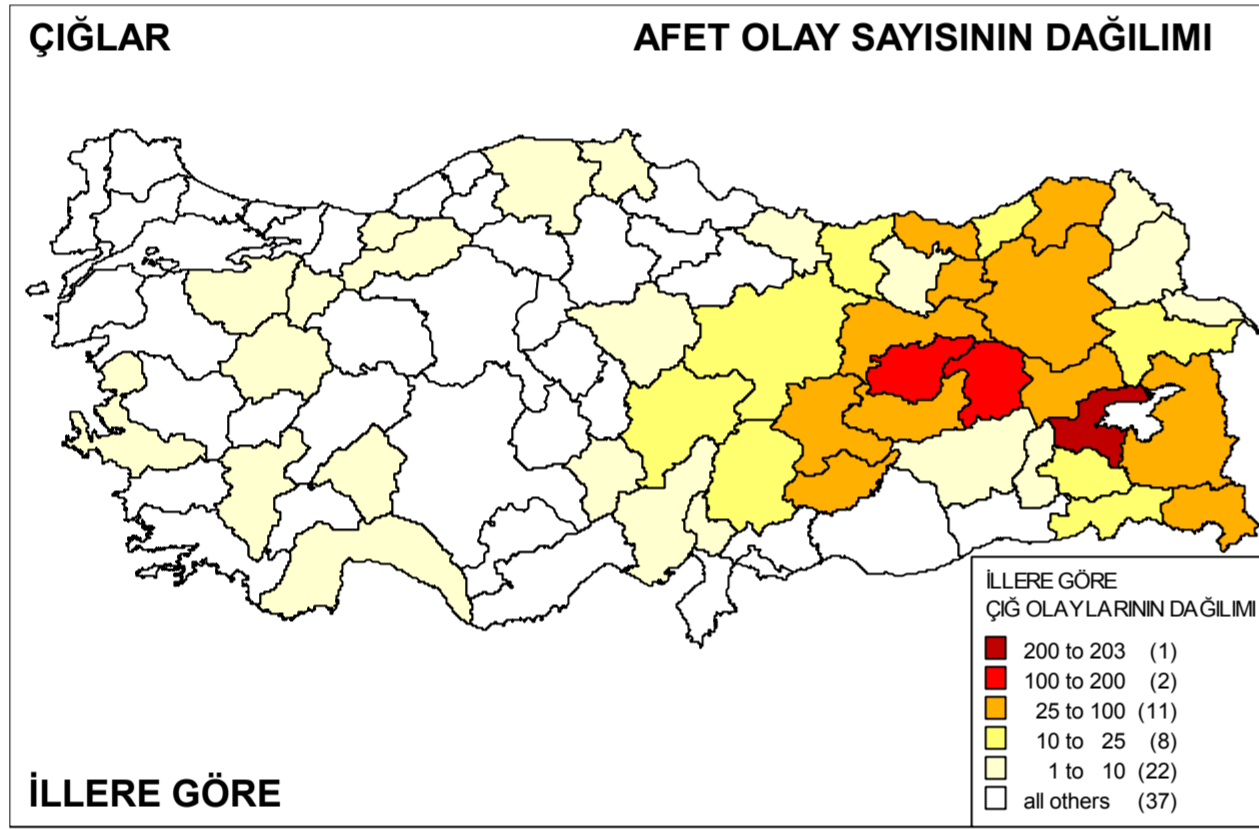 ÇIĞLAR
AFET OLAY SAYISININ DAĞILIMI
İLLERE GÖRE
ÇIĞ OLAYLARININ DAĞILIMI
200 to 203 (1)
100 to 200 (2)
25 to 100 (11)
10 to 25 (8)
1 to 10 (22)
all others (37)
İLLERE GÖRE